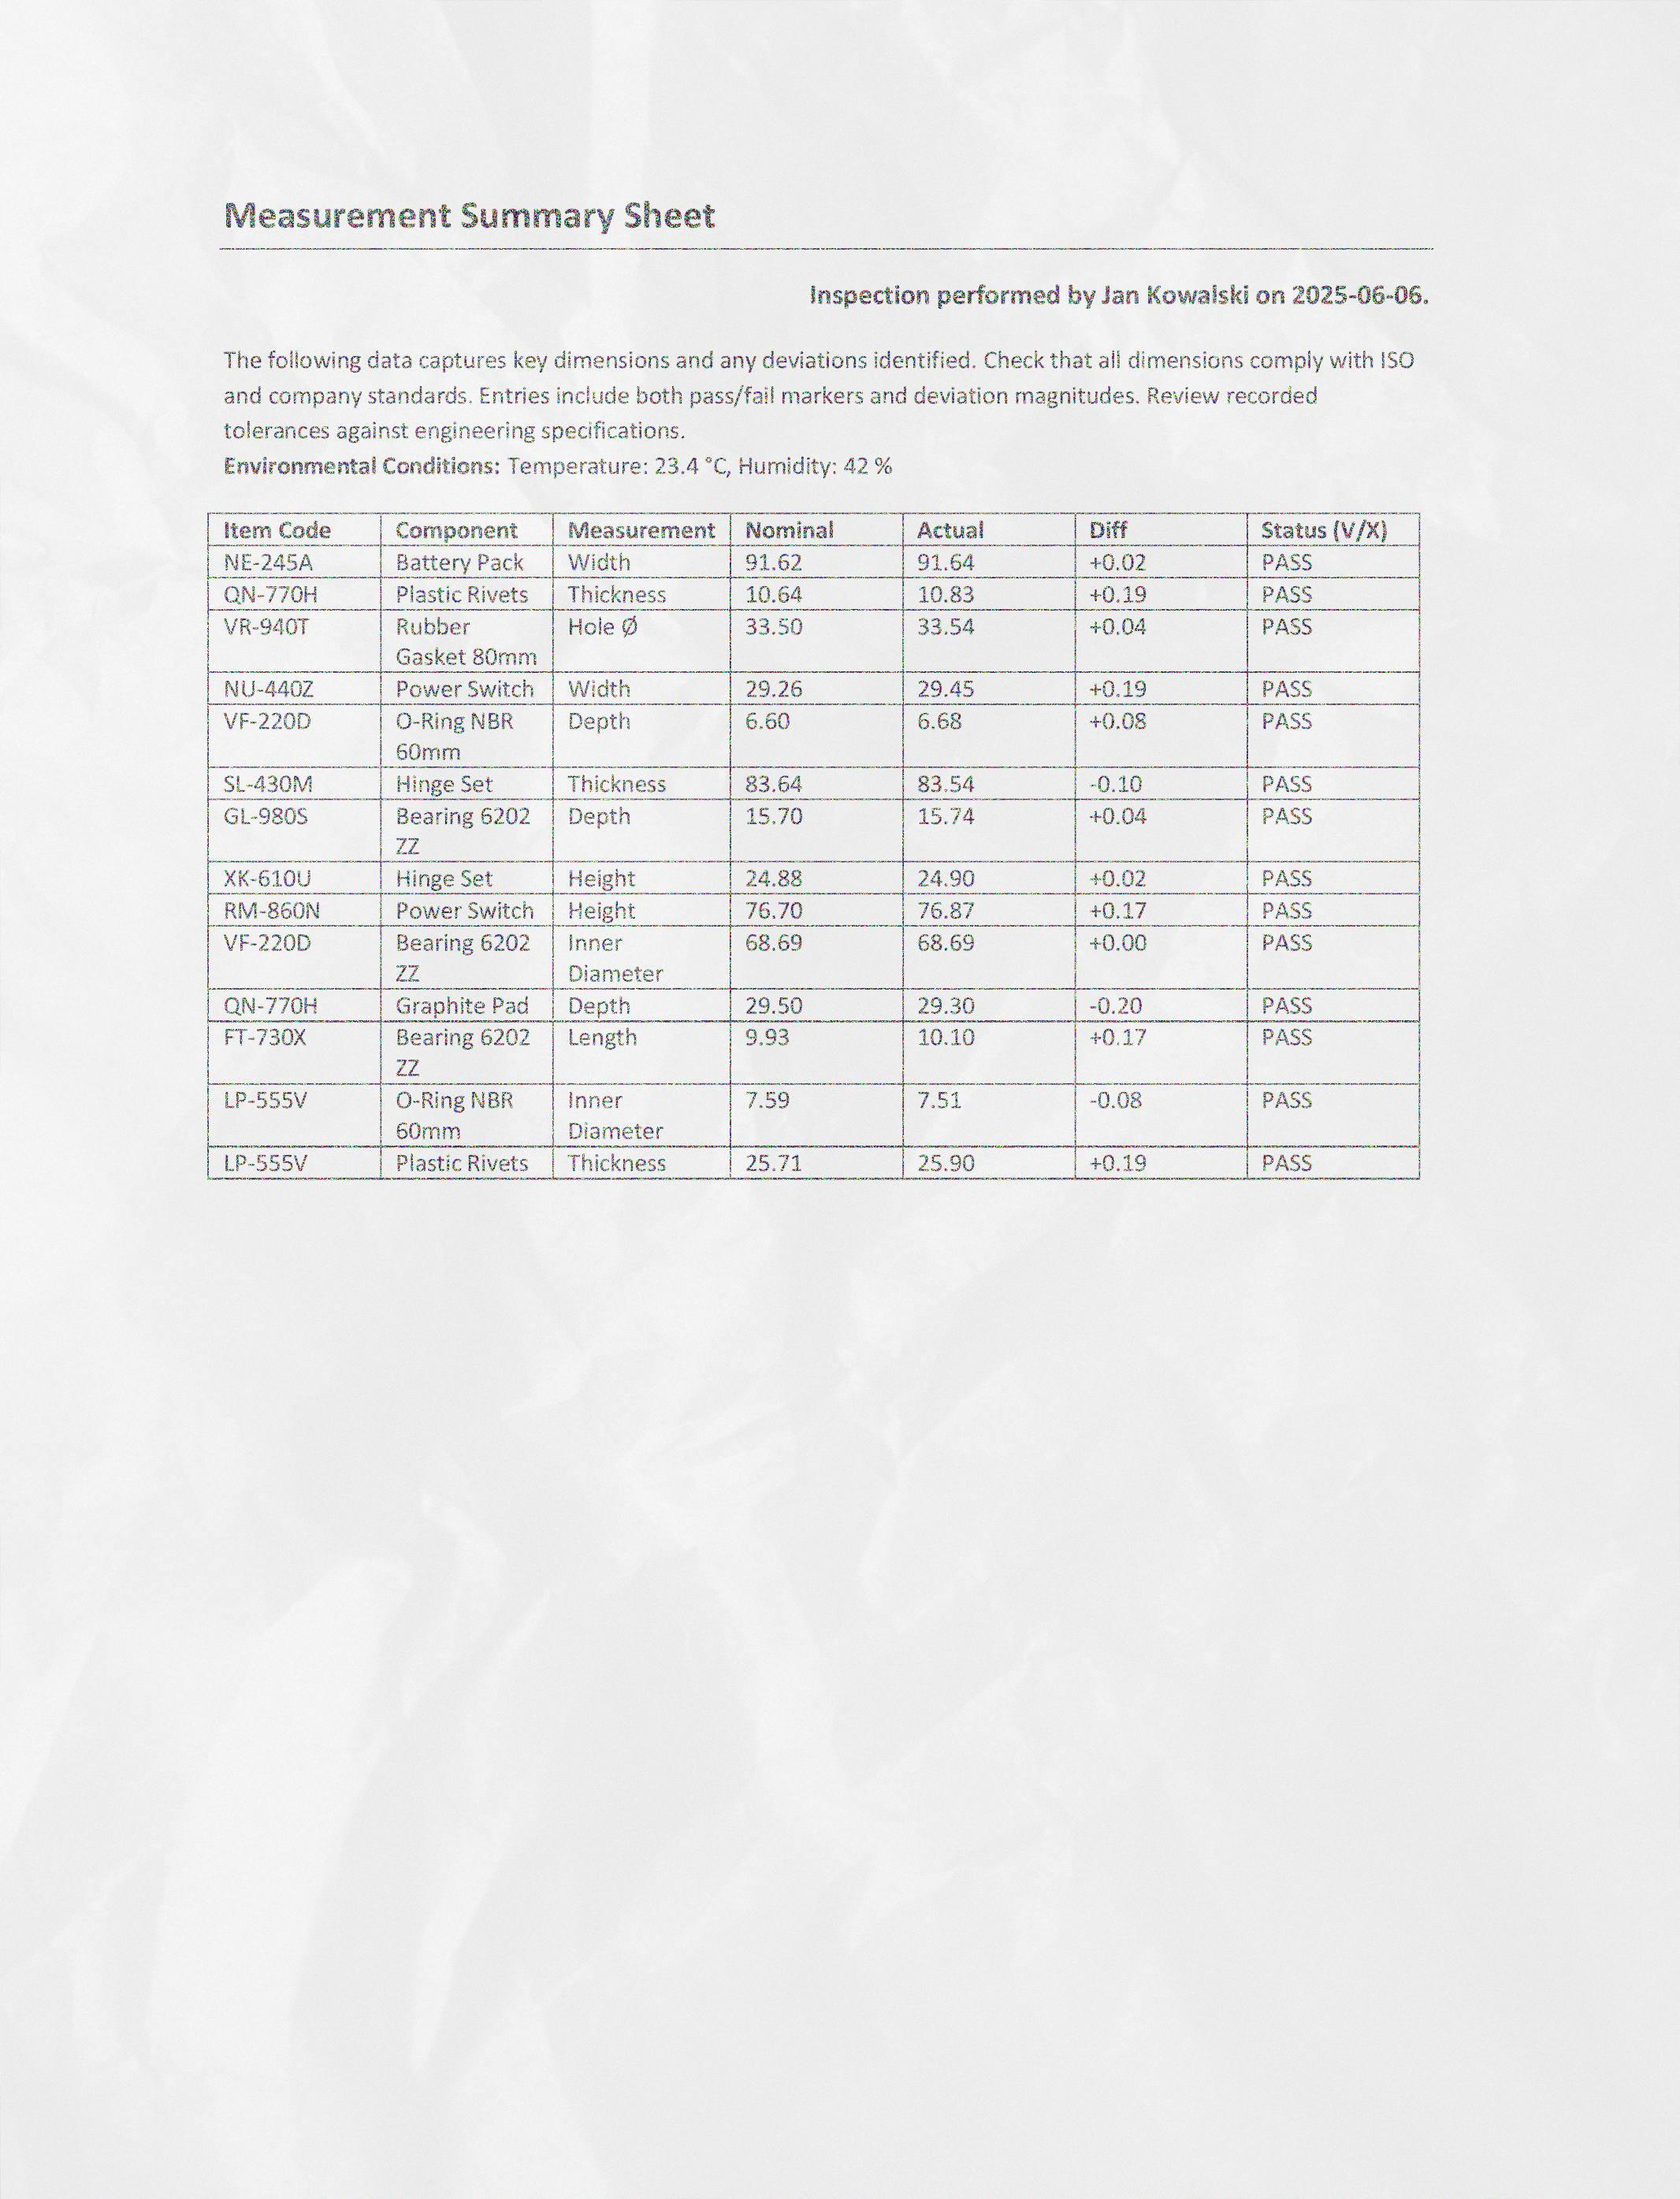 Measurement Summary Sheet
Inspection performed by Jan Kowalski on 2025-06-06.
The following data captures key dimensions and any deviations identified. Check that all dimensions comply with ISO
and company standards. Entries include both pass/fail markers and deviation magnitudes. Review recorded
tolerances against engineering specifications.
Environmental Conditions: Temperature: 23.4 °C, Humidity: 42 %
Item Code Component Measurement Nominal Actual Diff Status (V/X)
NE-245A Battery Pack Width 91.62 91.64 +0.02 PASS
QN-770H Plastic Rivets Thickness 10.64 10.83 +0.19 PASS
VR-940T Rubber Hole Ø 33.50 33.54 +0.04 PASS
Gasket 80mm
NU-440Z Power Switch Width 29.26 29.45 +0.19 PASS
VF-220D O-Ring NBR Depth 6.60 6.68 +0.08 PASS
60mm
SL-430M Hinge Set Thickness 83.64 83.54 -0.10 PASS
GL-980S Bearing 6202 Depth 15.70 15.74 +0.04 PASS
ZZ
XK-610U Hinge Set Height 24.88 24.90 +0.02 PASS
RM-860N Power Switch Height 76.70 76.87 +0.17 PASS
VF-220D Bearing 6202 Inner 68.69 68.69 +0.00 PASS
ZZ Diameter
QN-770H Graphite Pad Depth 29.50 29.30 -0.20 PASS
FT-730X Bearing 6202 Length 9.93 10.10 +0.17 PASS
ZZ
LP-555V O-Ring NBR Inner 7.59 7.51 -0.08 PASS
60mm Diameter
LP-555V Plastic Rivets Thickness 25.71 25.90 +0.19 PASS